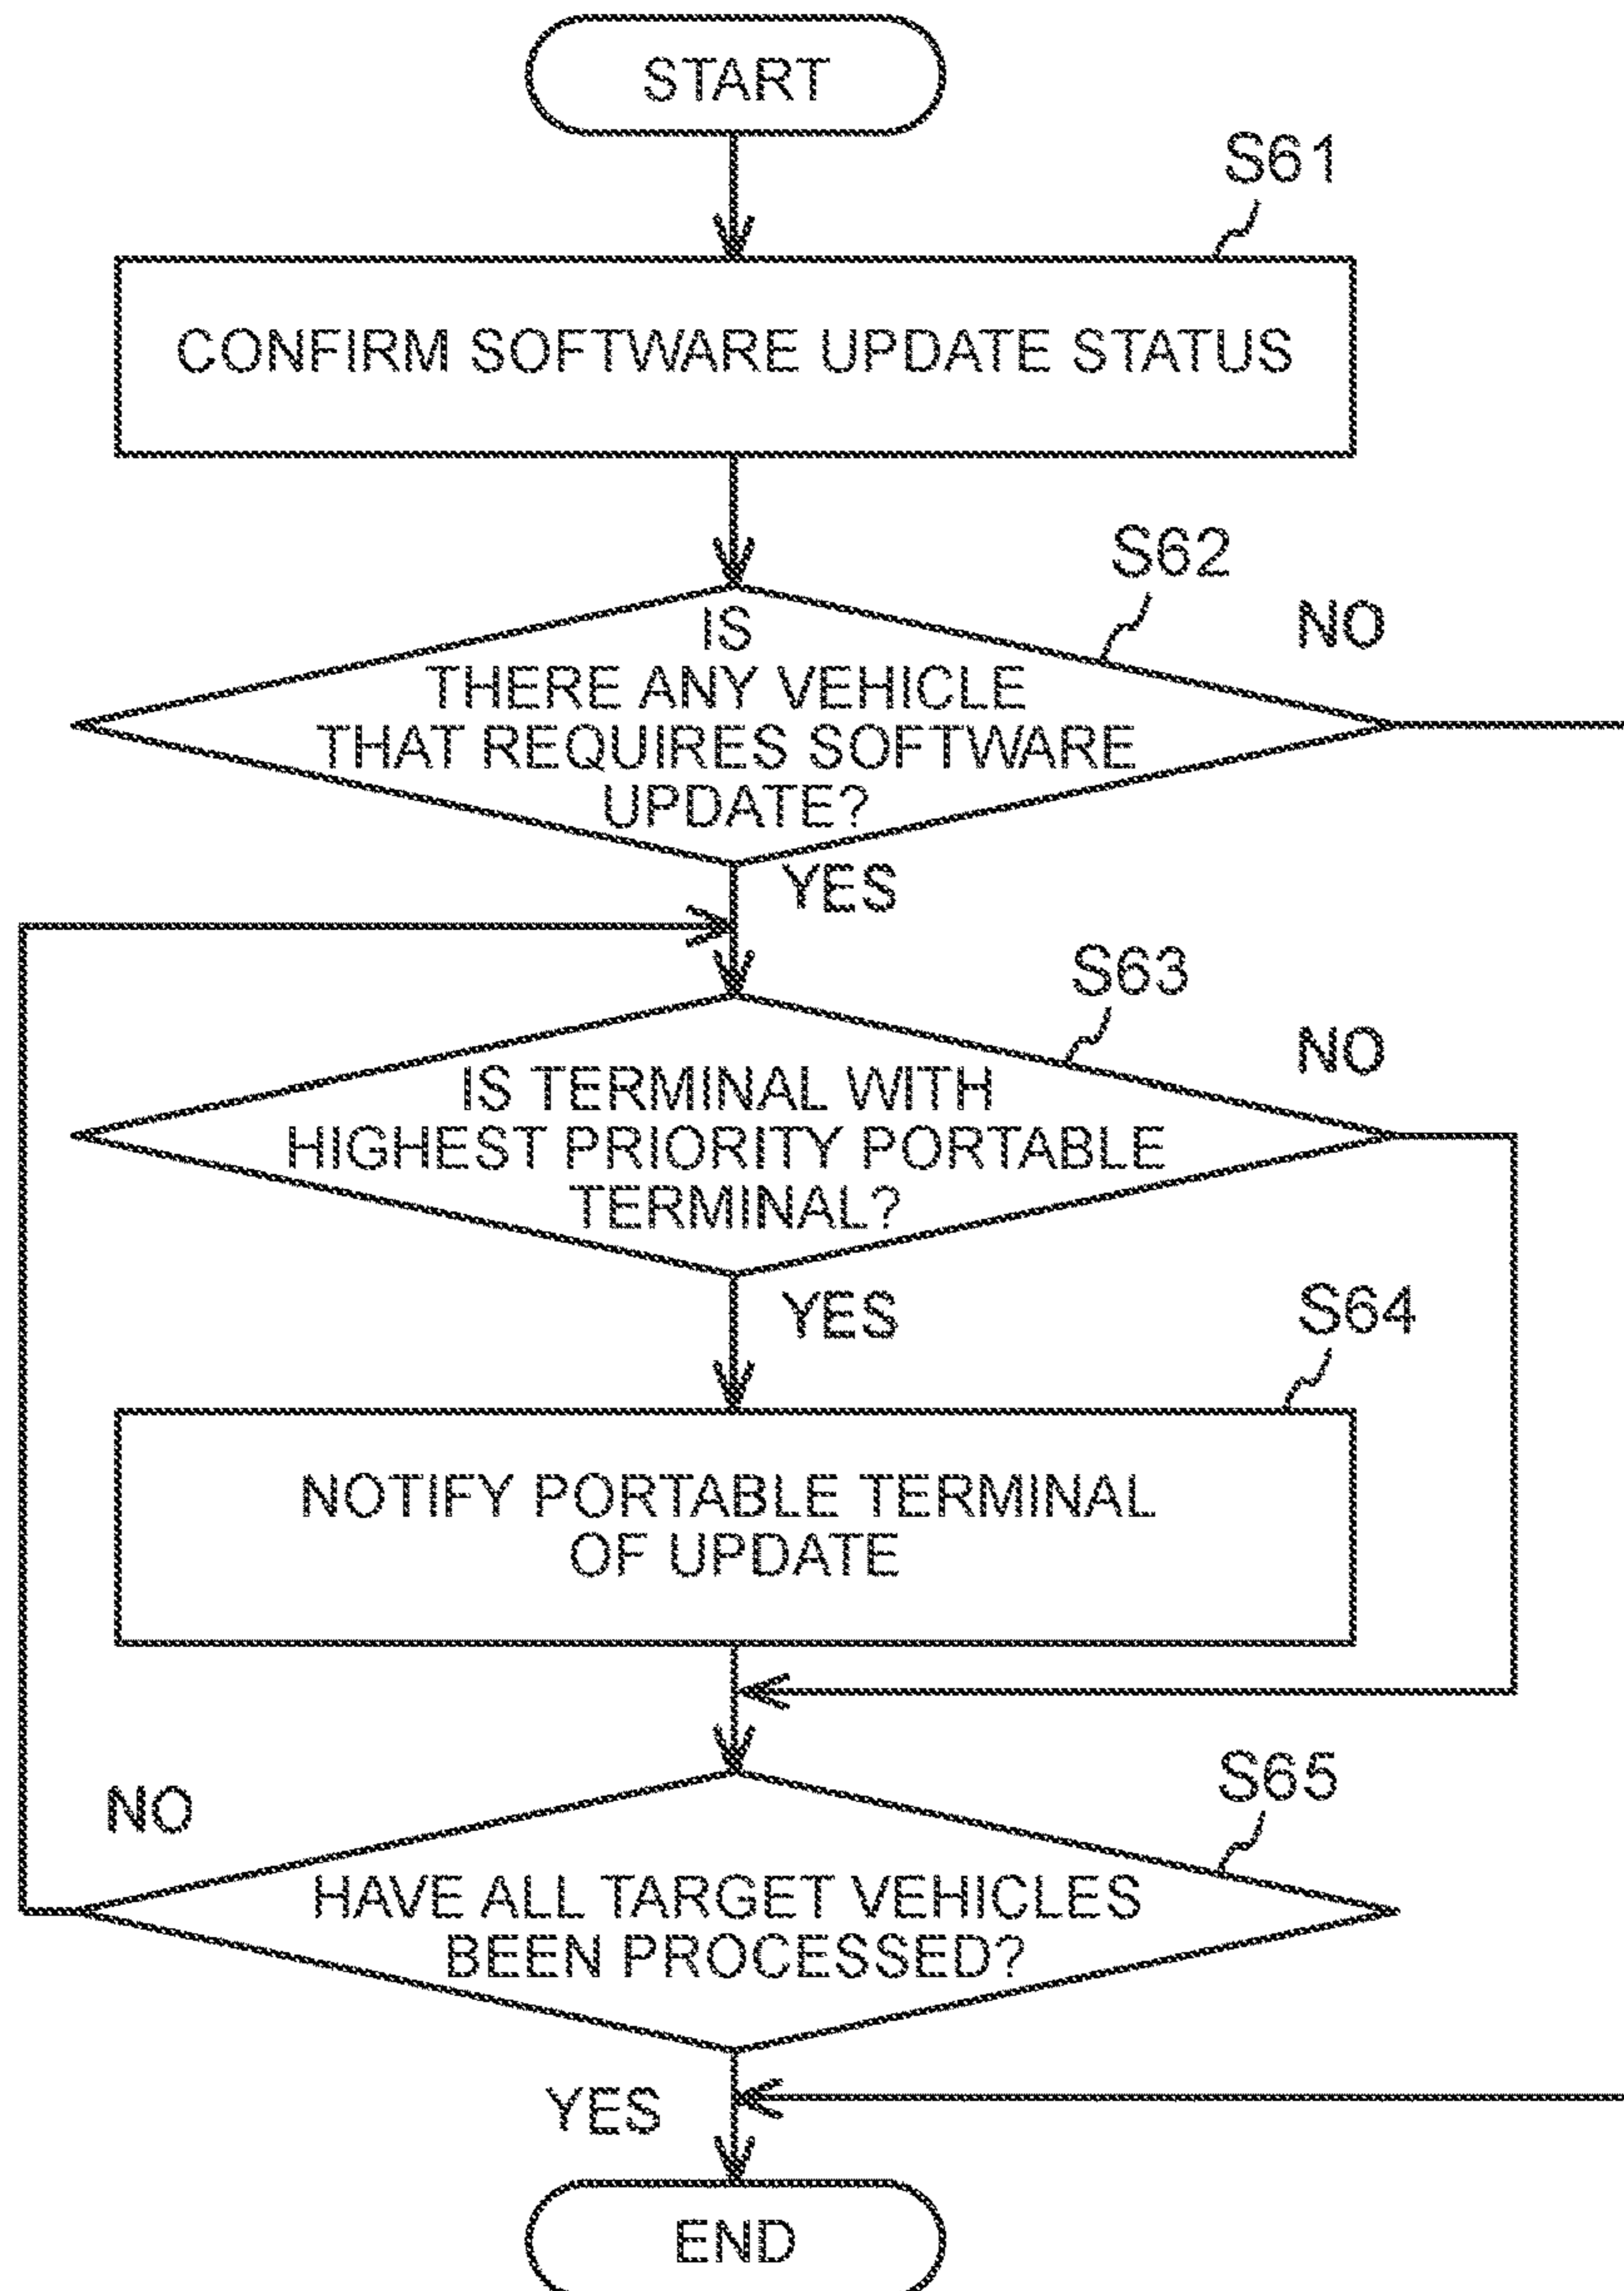 START
S61
CONFIRM SOFTWARE UPDATE STATUS
S62
NO
IS
THERE ANY VEHICLE
THAT REQUIRES SOFTWARE
UPDATE?
YES
S63
NO
IS TERMINAL WITH
HIGHEST PRIORITY PORTABLE
TERMINAL?
YES
S64
NOTIFY PORTABLE TERMINAL
OF UPDATE
S65
NO
HAVE ALL TARGET VEHICLES
BEEN PROCESSED?
YES
END